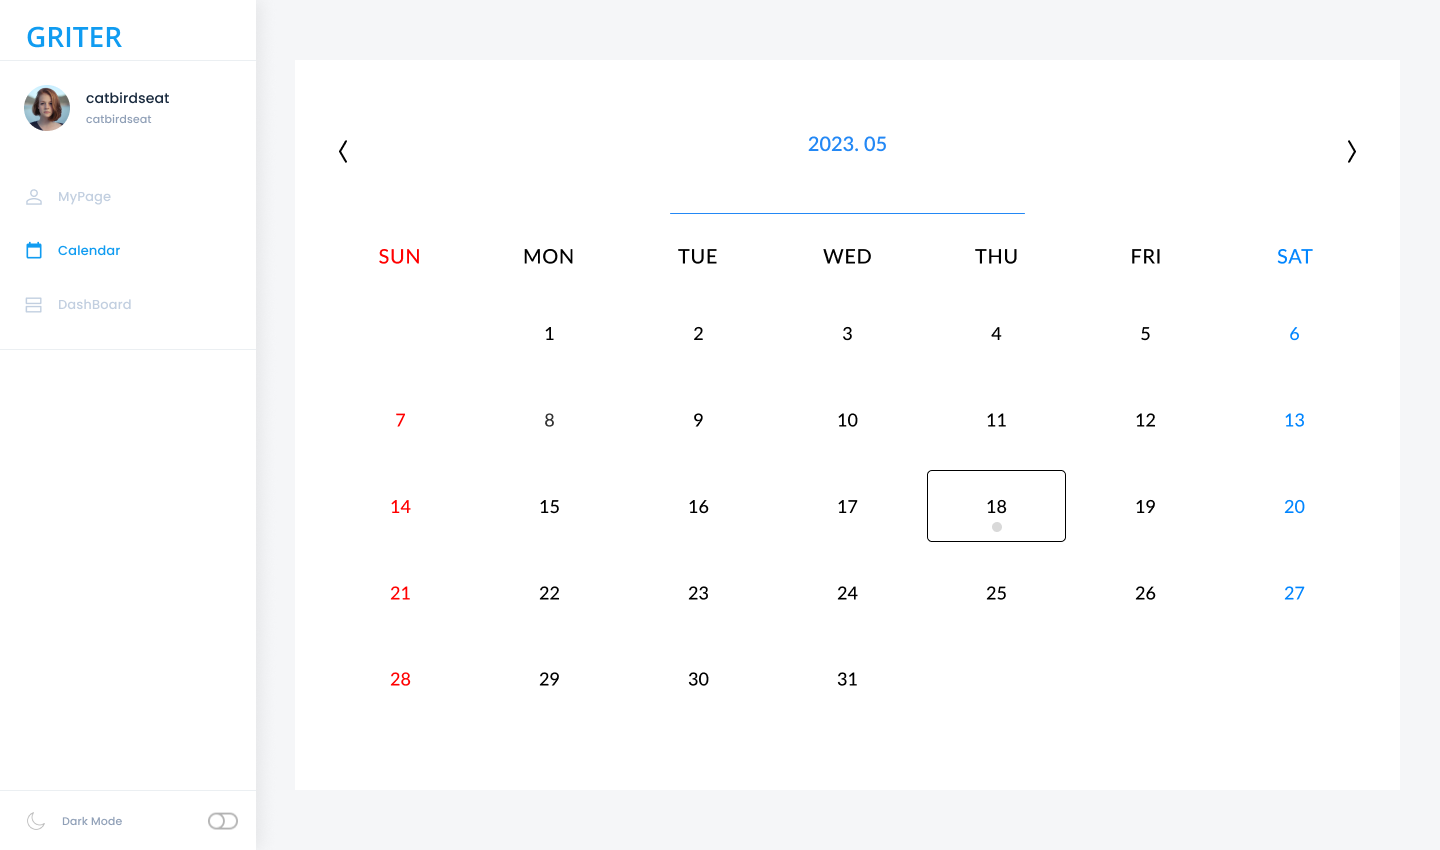 GRITER
catbirdseat
catbirdseat
MyPage
Calendar
DashBoard
Dark Mode
2023. 05
SUN MON TUE WED THU FRI SAT
1 2 3 4 5 6
7 8 9 10 11 12 13
14 15 16 17 18 19 20
21 22 23 24 25 26 27
28 29 30 31